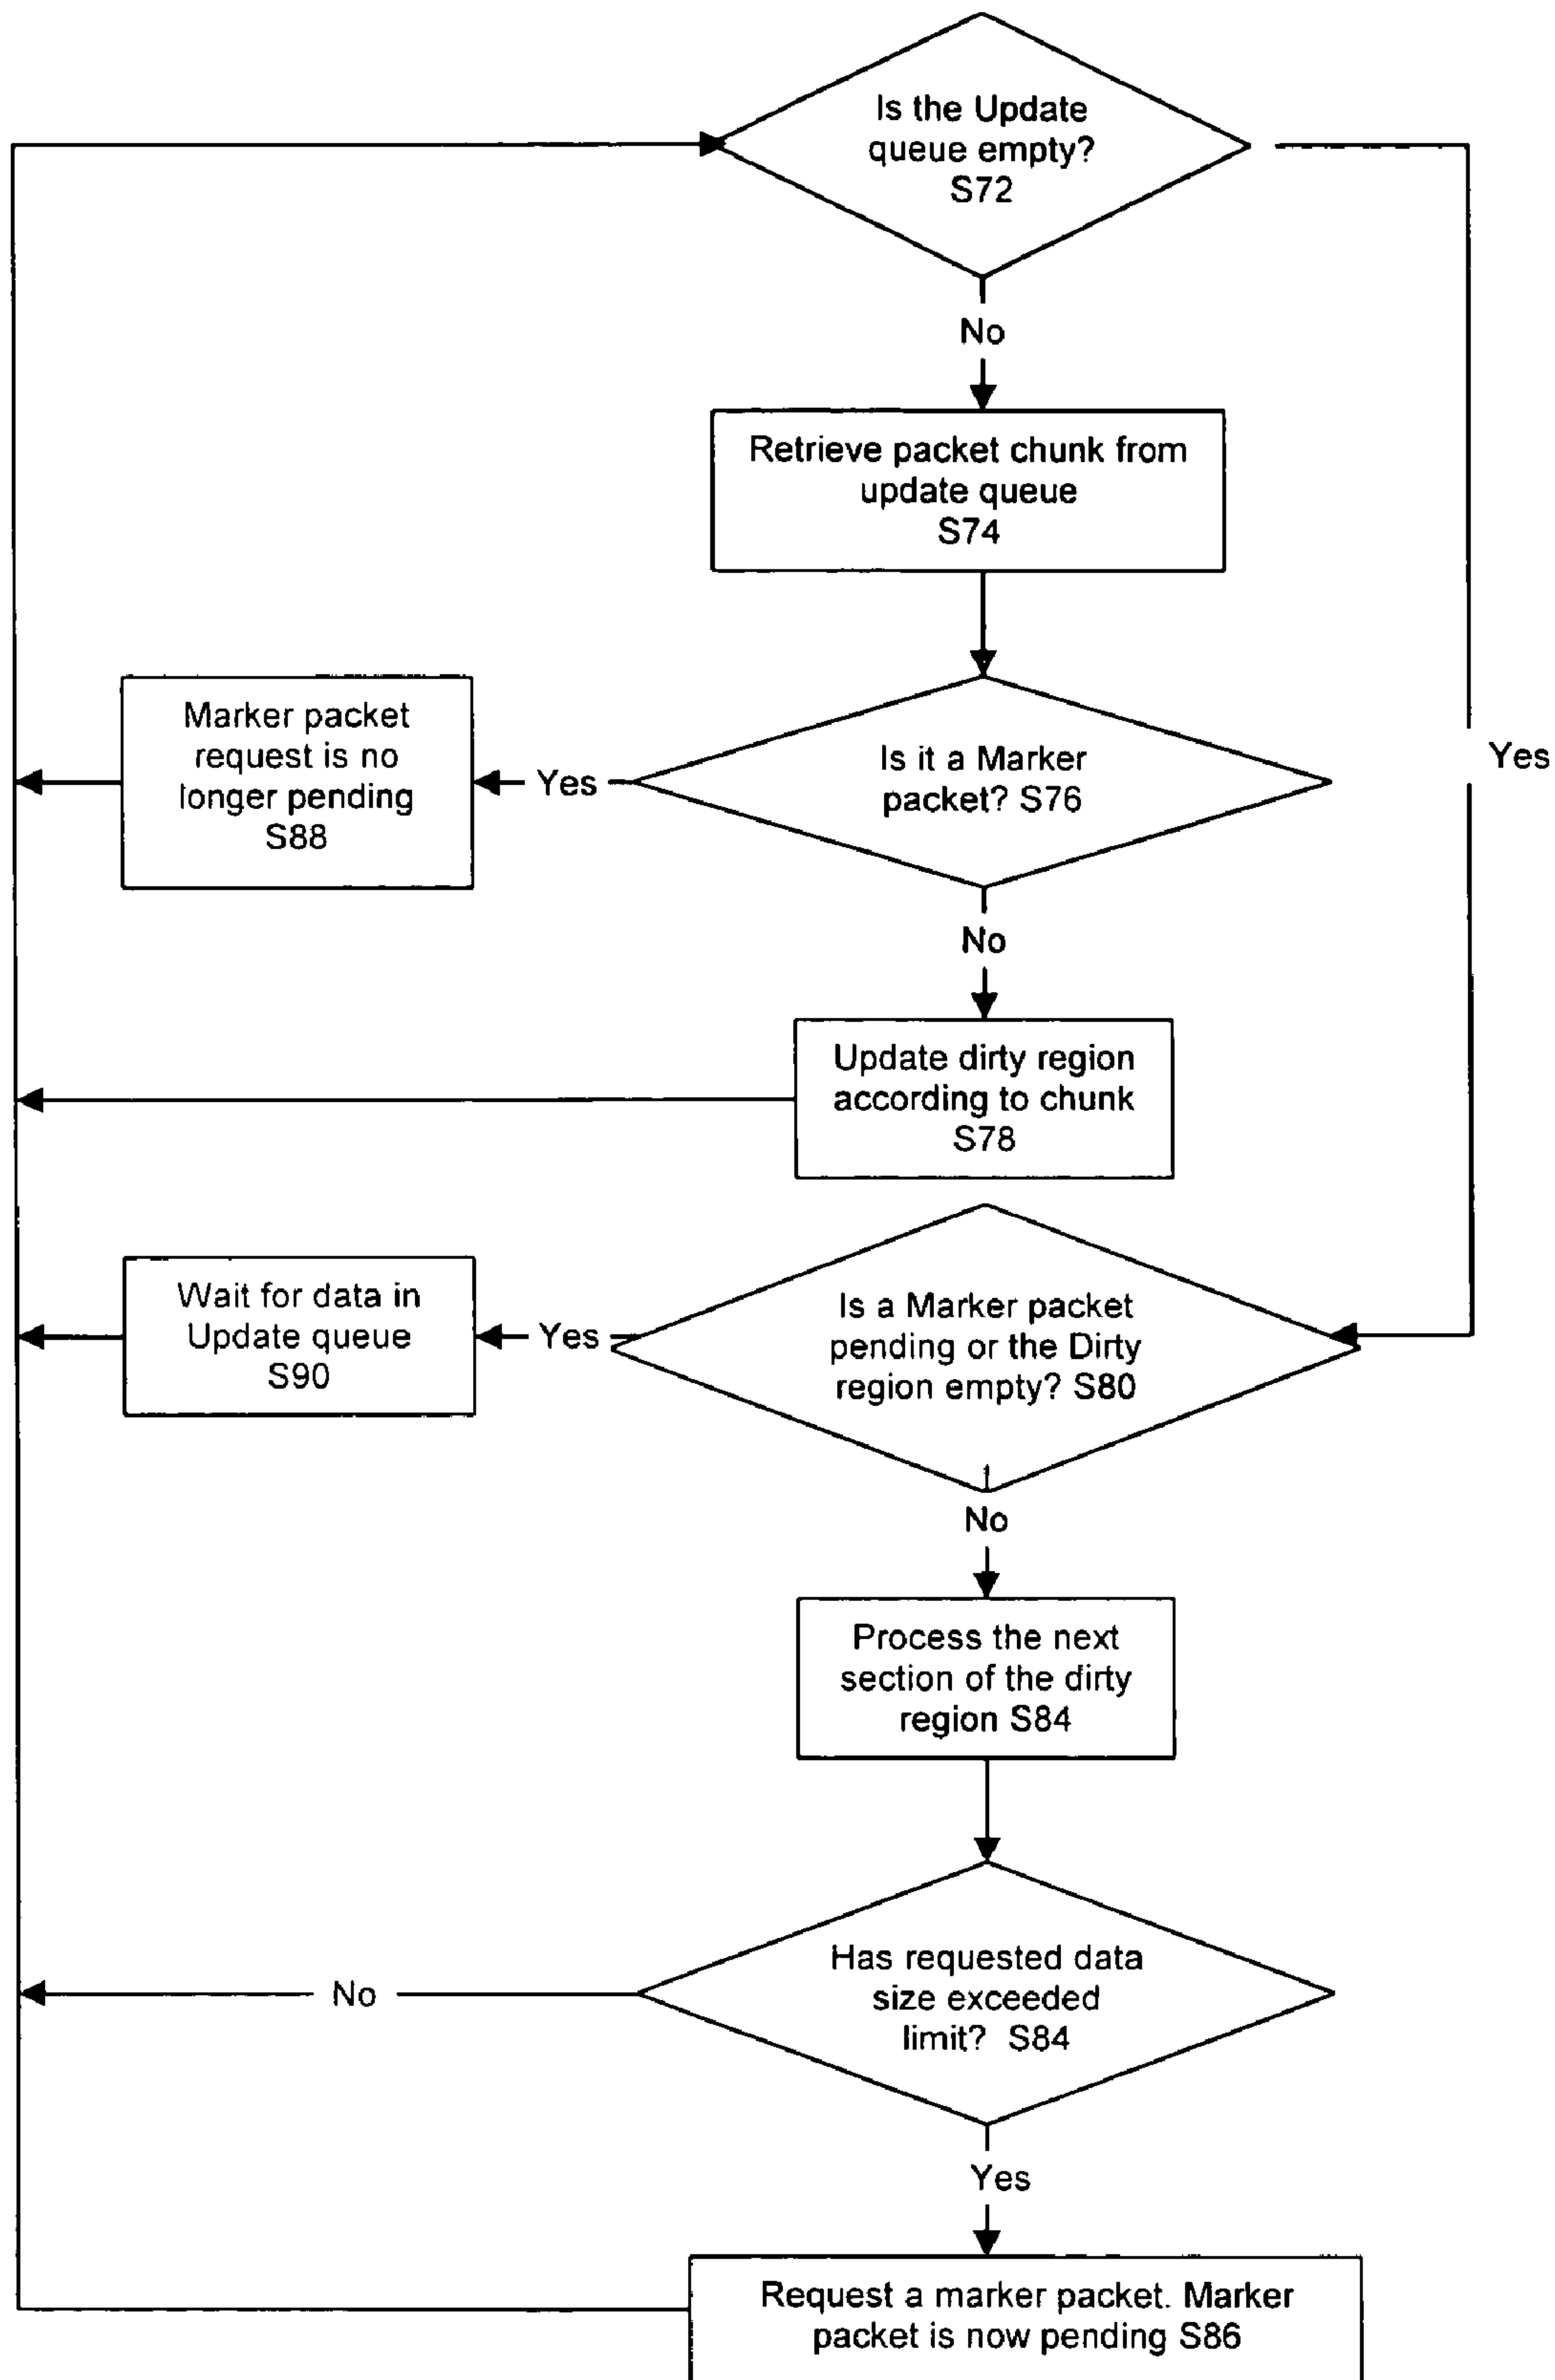 Is the Update
queue empty?
S72
No
Retrieve packet chunk from
update queue
S74
Marker packet
request is no
longer pending
S88
Yes
Is it a Marker
packet? S76
Yes
No
Update dirty region
according to chunk
S78
Wait for data in
Update queue
S90
Yes
Is a Marker packet
pending or the Dirty
region empty? S80
No
Process the next
section of the dirty
region S84
Has requested data
size exceeded
limit? S84
No
Yes
Request a marker packet. Marker
packet is now pending S86